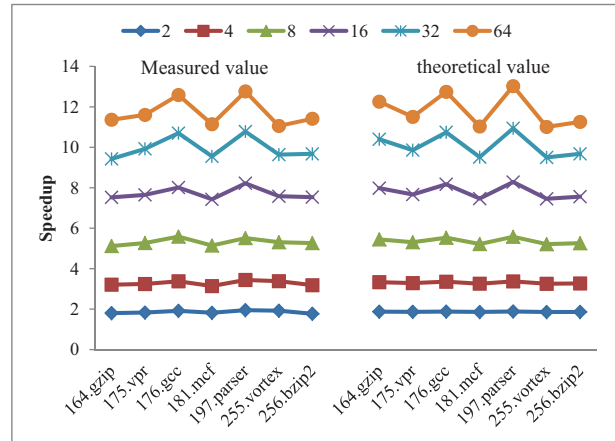 2 4 8 16 32 64
Measured value theoretical value
Speedup
14
12
10
8
6
4
2
0
164.gzip 175.vpr 176.gcc 181.mcf 197.parser 255.vortex 256.bzip2 164.gzip 175.vpr 176.gcc 181.mcf 197.parser 255.vortex 256.bzip2